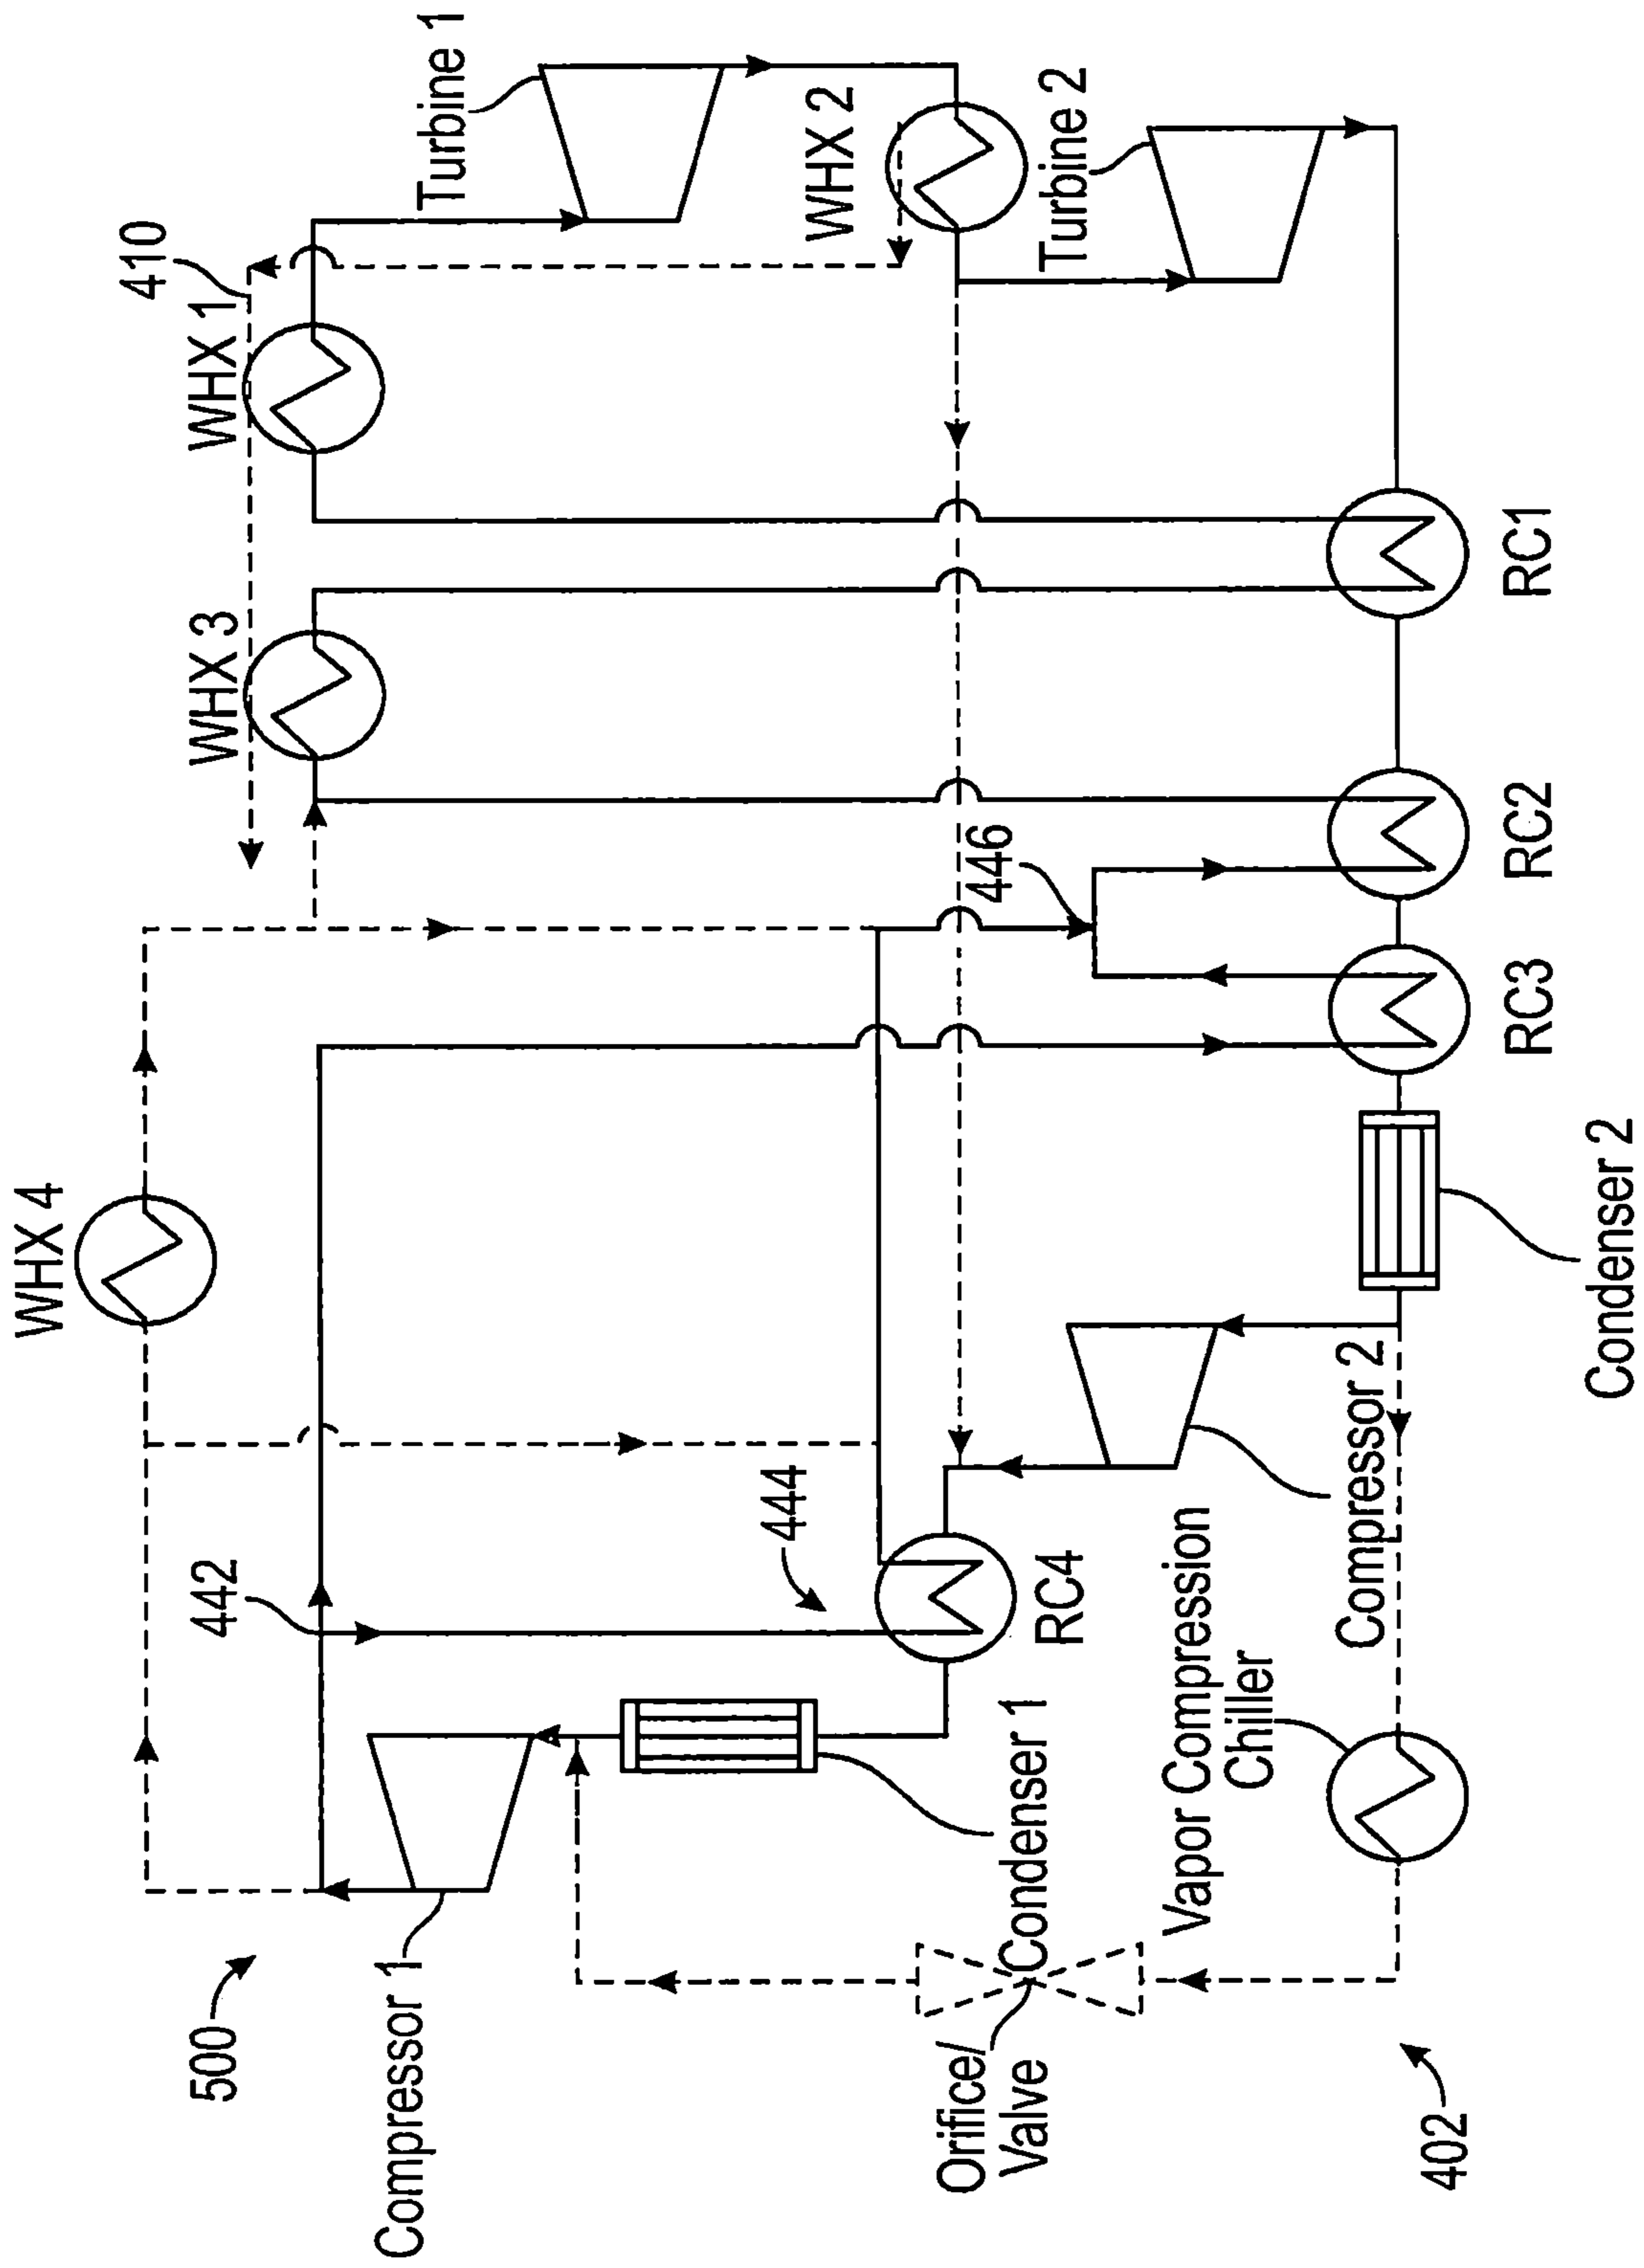 500
Compressor 1
442
WHX 4
WHX 3
410
WHX 1
Turbine 1
WHX 2
Turbine 2
444
RC4
446
Condenser 1
Orifice/
Valve
Vapor Compression
Chiller
Compressor 2
Condenser 2
RC3
RC2
RC1
402